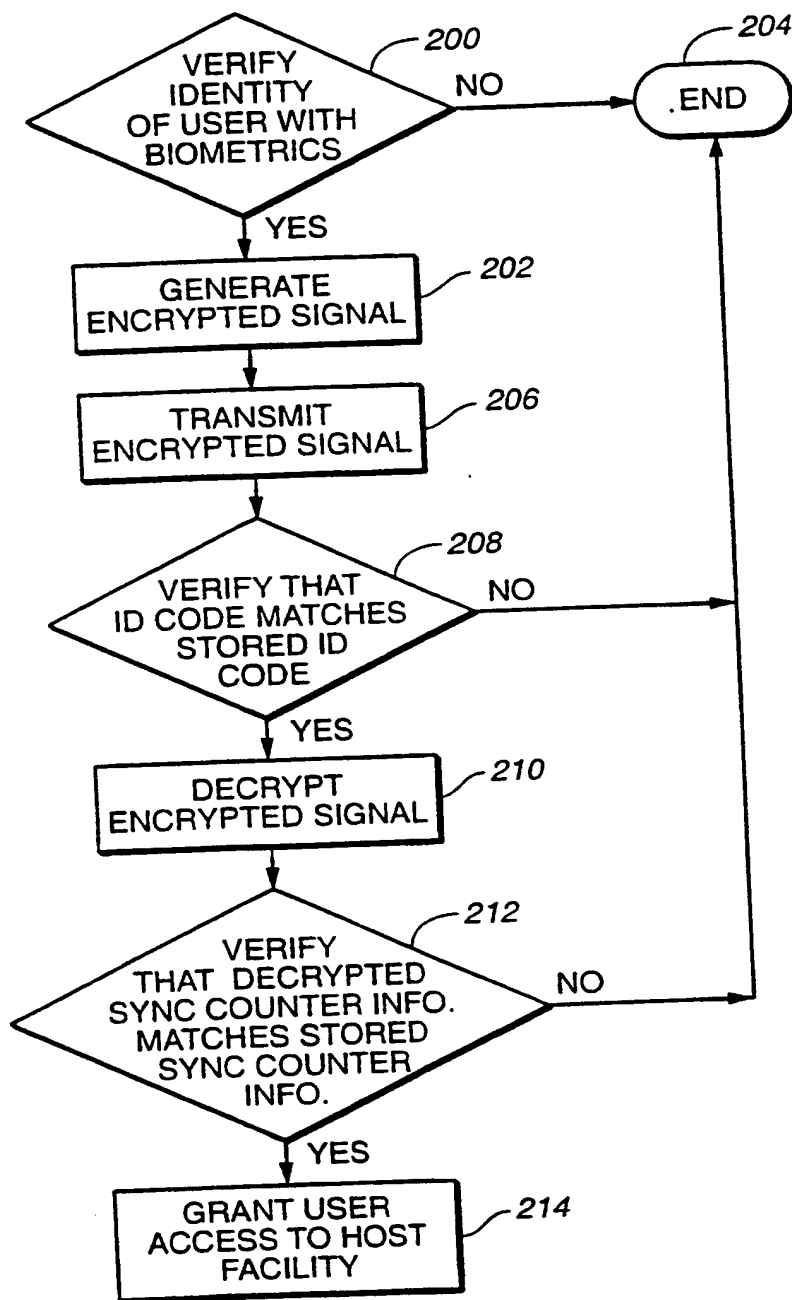 200
VERIFY
IDENTITY
OF USER WITH
BIOMETRICS
NO
204
.END
YES
202
GENERATE
ENCRYPTED SIGNAL
206
TRANSMIT
ENCRYPTED SIGNAL
208
VERIFY THAT
ID CODE MATCHES
STORED ID
CODE
NO
YES
210
DECRYPT
ENCRYPTED SIGNAL
212
VERIFY
THAT DECRYPTED
SYNC COUNTER INFO.
MATCHES STORED
SYNC COUNTER
INFO.
NO
YES
GRANT USER
ACCESS TO HOST
FACILITY
214